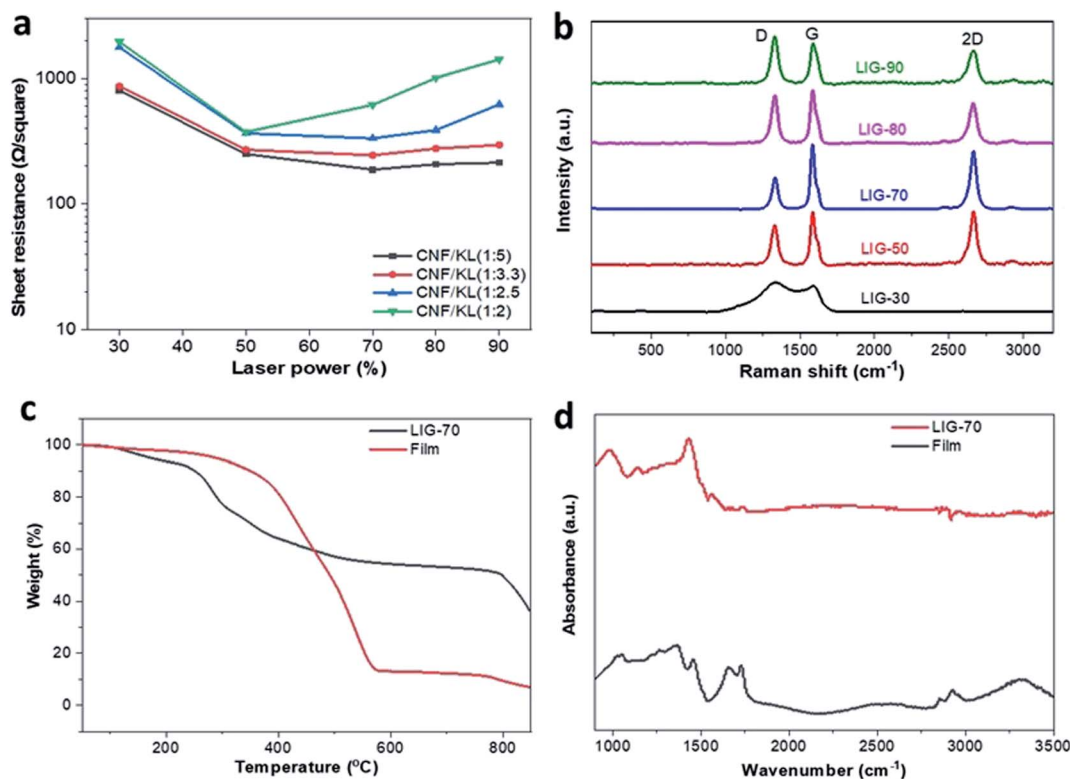 a
Sheet resistance (Ω/square)
1000
100
10
CNF/KL(1:5)
CNF/KL(1:3.3)
CNF/KL(1:2.5
CNF/KL(1:2)
30 40 50 60 70 80 90
Laser power (%)
b
D G 2D
LIG-90
LIG-80
LIG-70
LIG-50
LIG-30
Intensity (a.u.)
500 1000 1500 2000 2500 3000
Raman shift (cm⁻¹)
c
LIG-70
Film
Weight (%)
100
80
60
40
20
0
200 400 600 800
Temperature (⁰C)
d
LIG-70
Film
Absorbance (a.u.)
1000 1500 2000 2500 3000 3500
Wavenumber (cm⁻¹)